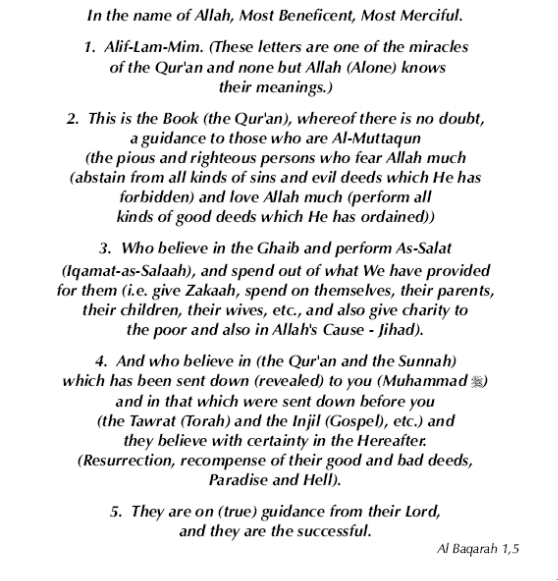 In the name of Allah, Most Beneficent, Most Merciful.
1. Alif-Lam-Mim. (These letters are one of the miracles
of the Qur'an and none but Allah (Alone) knows
their meanings.)
2. This is the Book (the Qur'an), whereof there is no doubt,
a guidance to those who are Al-Muttaqun
(the pious and righteous persons who fear Allah much
(abstain from all kinds of sins and evil deeds which He has
forbidden) and love Allah much (perform all
kinds of good deeds which He has ordained))
3. Who believe in the Ghaib and perform As-Salat
(Iqamat-as-Salaah), and spend out of what We have provided
for them (i.e. give Zakaah, spend on themselves, their parents,
their children, their wives, etc., and also give charity to
the poor and also in Allah's Cause - Jihad).
4. And who believe in (the Qur'an and the Sunnah)
which has been sent down (revealed) to you (Muhammad ﷺ)
and in that which were sent down before you
(the Tawrat (Torah) and the Injil (Gospel), etc.) and
they believe with certainty in the Hereafter.
(Resurrection, recompense of their good and bad deeds,
Paradise and Hell).
5. They are on (true) guidance from their Lord,
and they are the successful.
Al Baqarah 1,5